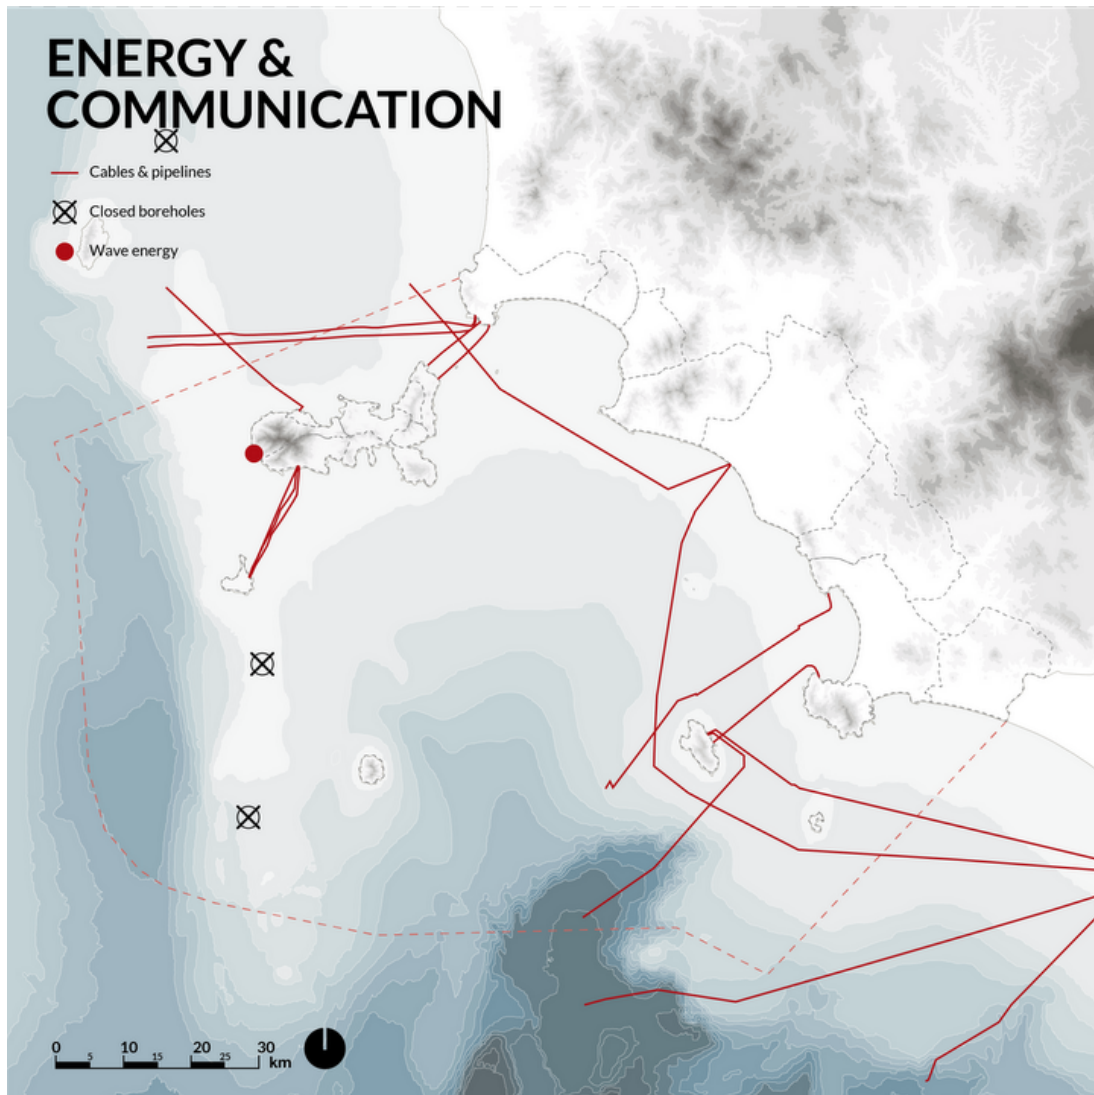 ENERGY &
COMMUNICATION
Cables & pipelines
Closed boreholes
Wave energy
0 10 20 30
5 15 25 km